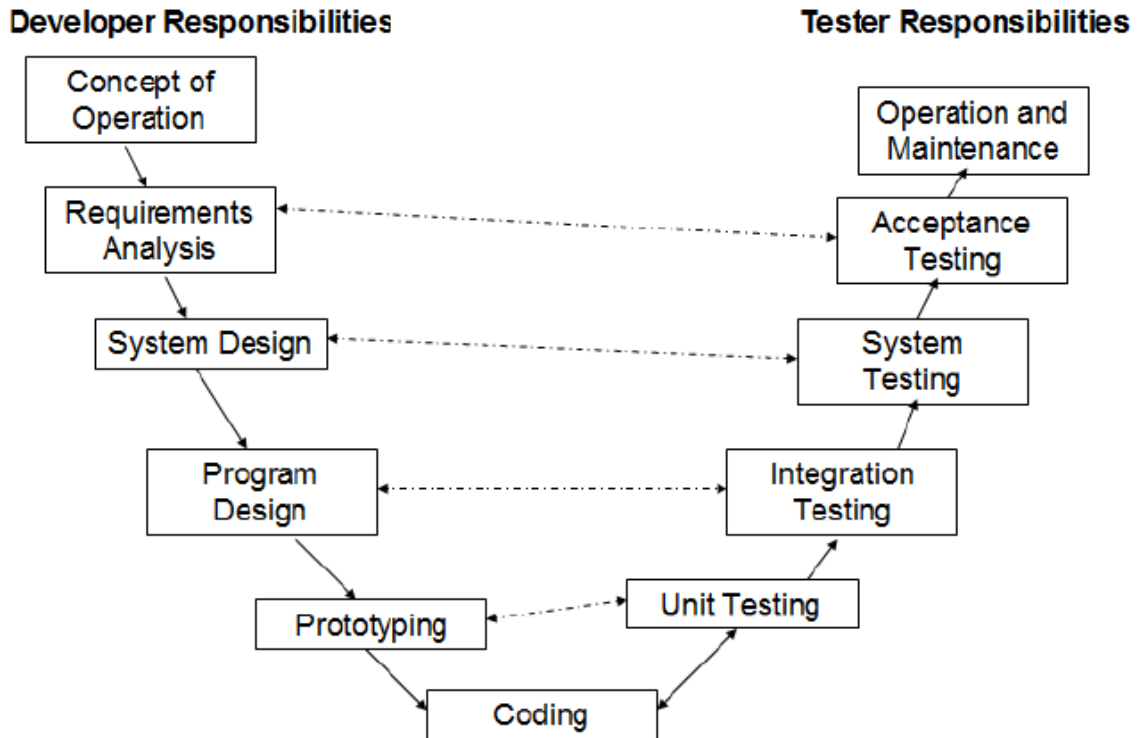 Developer Responsibilities
Tester Responsibilities
Concept of
Operation
Operation and
Maintenance
Requirements
Analysis
Acceptance
Testing
System Design
System
Testing
Program
Design
Integration
Testing
Prototyping
Unit Testing
Coding